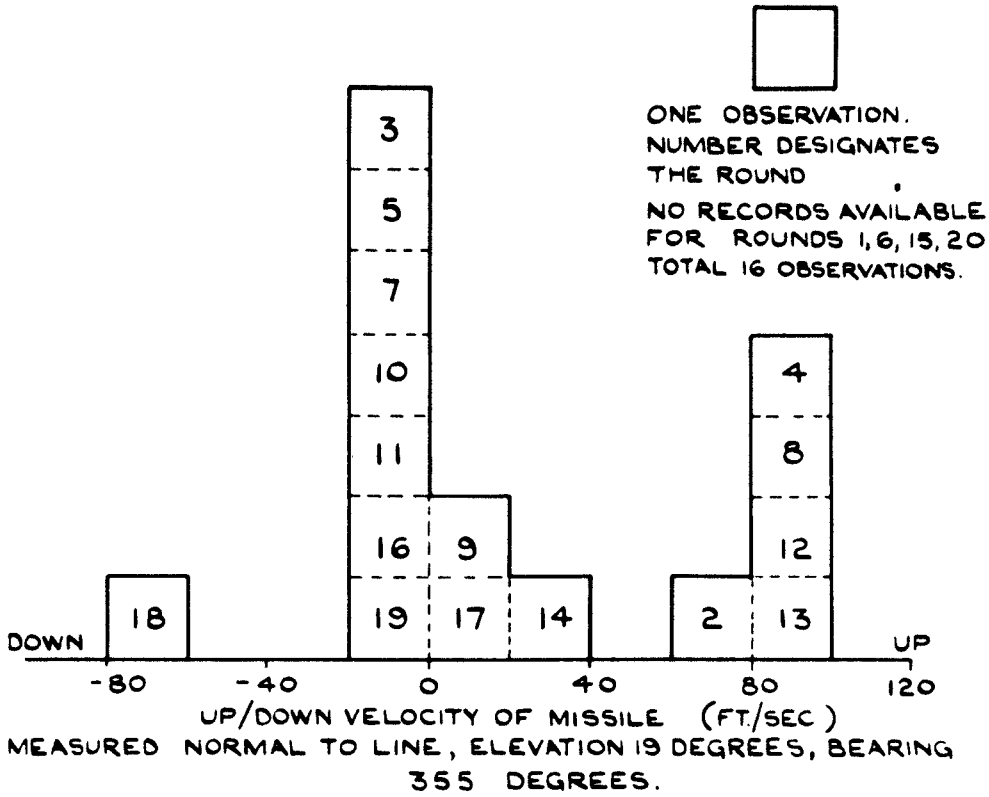 ONE OBSERVATION.
NUMBER DESIGNATES
THE ROUND
NO RECORDS AVAILABLE
FOR ROUNDS 1, 6, 15, 20
TOTAL 16 OBSERVATIONS.
3
5
7
10
11
16 9
19 17 14
18
4
8
12
2 13
DOWN
UP
-80 -40 0 40 80 120
UP/DOWN VELOCITY OF MISSILE (FT/SEC)
MEASURED NORMAL TO LINE, ELEVATION 19 DEGREES, BEARING
355 DEGREES.